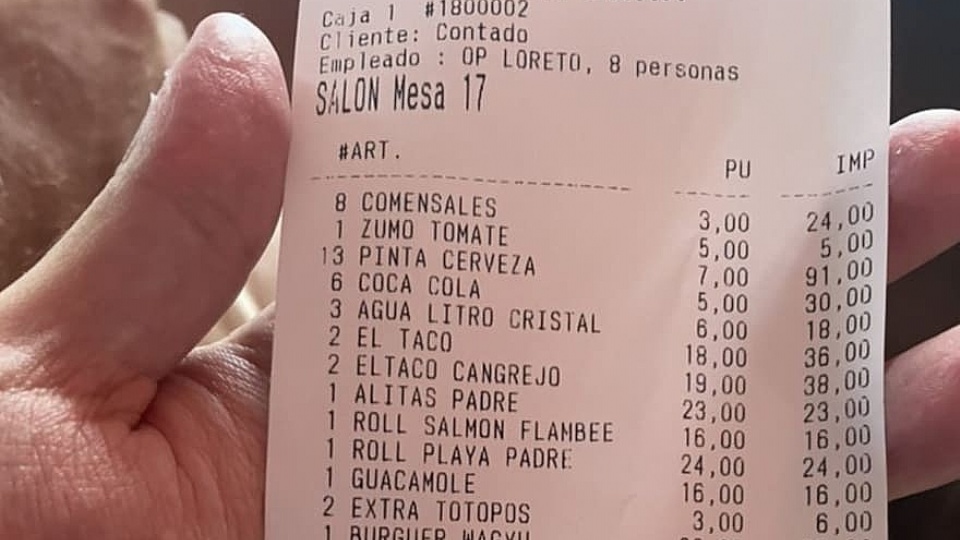 Caja 1 #1800002
Cliente: Contado
Empleado : OP LORETO, 8 personas
SALON Mesa 17
#ART. PU IMP
8 COMENSALES 3,00 24,00
1 ZUMO TOMATE 5,00 5,00
13 PINTA CERVEZA 7,00 91,00
6 COCA COLA 5,00 30,00
3 AGUA LITRO CRISTAL 6,00 18,00
2 EL TACO 18,00 36,00
2 ELTACO CANGREJO 19,00 38,00
1 ALITAS PADRE 23,00 23,00
1 ROLL SALMON FLAMBEE 16,00 16,00
1 ROLL PLAYA PADRE 24,00 24,00
1 GUACAMOLE 16,00 16,00
2 EXTRA TOTOPOS 3,00 6,00
1 BURGUER WAGYU